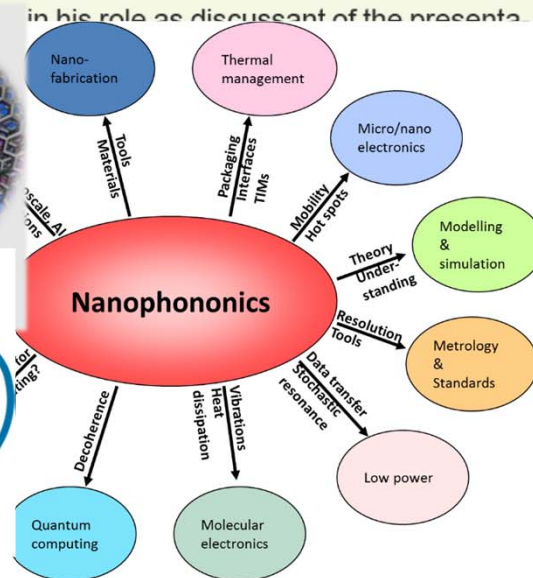 in his role as discussant of the presenta-
Nano-
fabrication
Thermal
management
Micro/nano
electronics
Tools
Materials
Packaging
Interfaces
TIMs
Mobility
Hot spots
Modelling
&
simulation
Theory
Under-
standing
Nanophononics
Resolution
Tools
Metrology
&
Standards
Data transfer
Stochastic
resonance
for
Decoherence
Vibrations
Heat
dissipation
Low power
Quantum
computing
Molecular
electronics